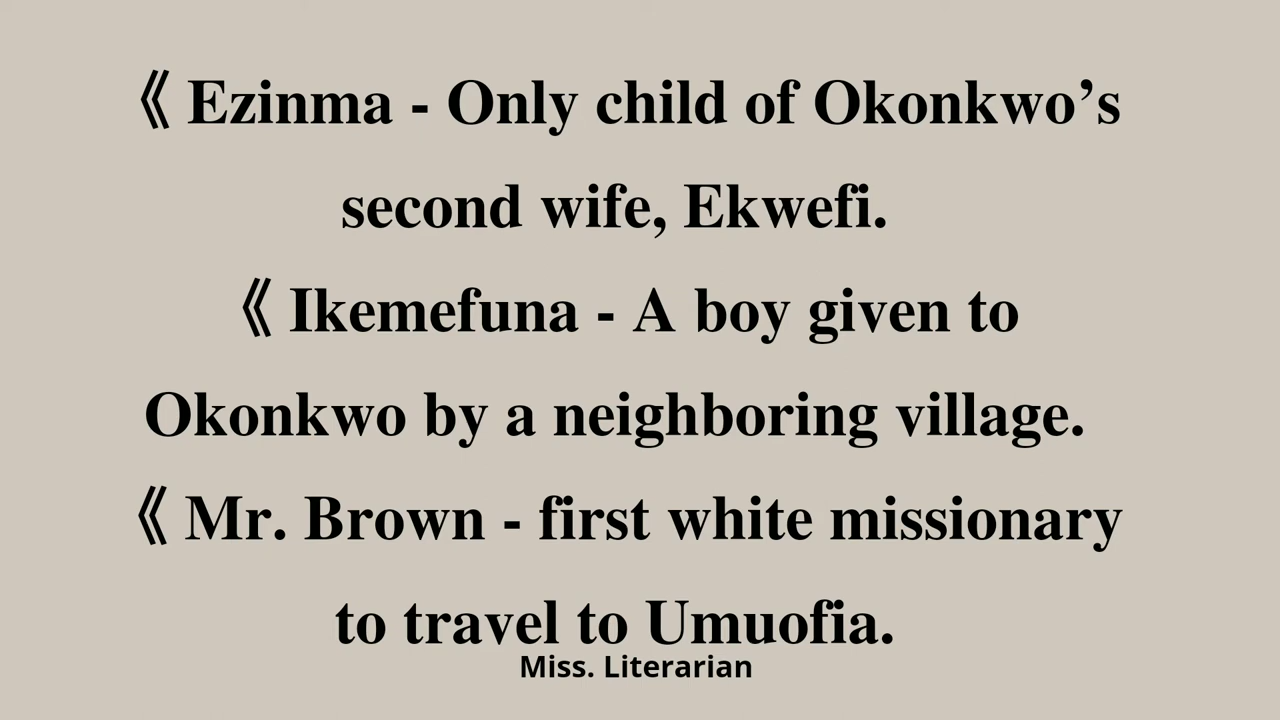 《 Ezinma - Only child of Okonkwo’s
second wife, Ekwefi.
《 Ikemefuna - A boy given to
Okonkwo by a neighboring village.
《 Mr. Brown - first white missionary
to travel to Umuofia.
Miss. Literarian